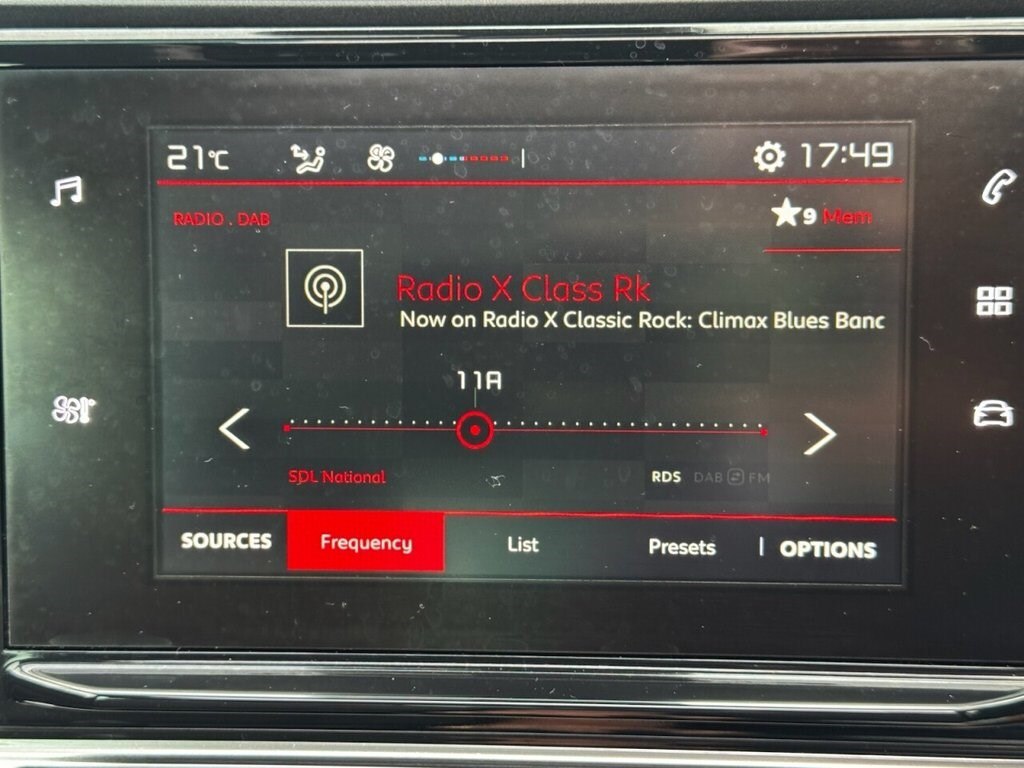 21°C 17:49
RADIO . DAB 9 Mem
Radio X Class Rk
Now on Radio X Classic Rock: Climax Blues Banc
11A
SDL National RDS DAB FM
SOURCES Frequency List Presets OPTIONS